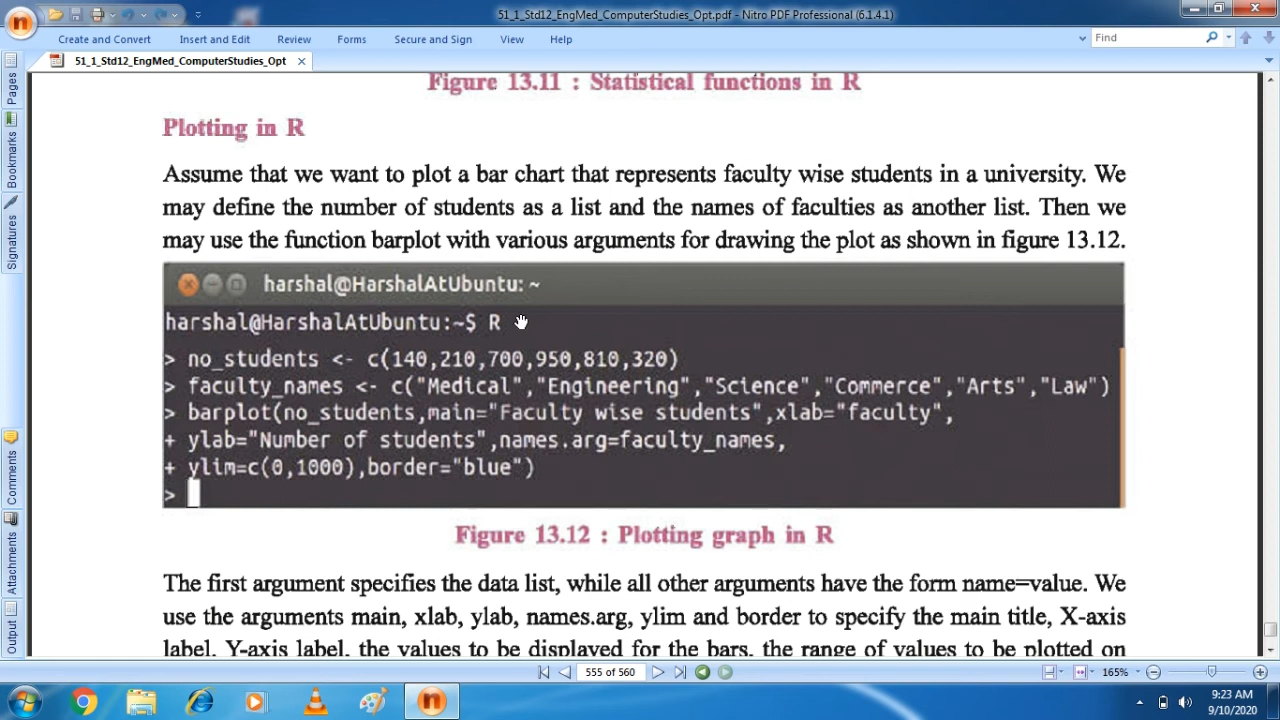 51_1_Std12_EngMed_ComputerStudies_Opt.pdf - Nitro PDF Professional (6.1.4.1)
Create and Convert Insert and Edit Review Forms Secure and Sign View Help Find
51_1_Std12_EngMed_ComputerStudies_Opt
Pages
Bookmarks
Signatures
Comments
Attachments
Output
Figure 13.11 : Statistical functions in R
Plotting in R
Assume that we want to plot a bar chart that represents faculty wise students in a university. We
may define the number of students as a list and the names of faculties as another list. Then we
may use the function barplot with various arguments for drawing the plot as shown in figure 13.12.
harshal@HarshalAtUbuntu: ~
harshal@HarshalAtUbuntu:~$ R
> no_students <- c(140,210,700,950,810,320)
> faculty_names <- c("Medical","Engineering","Science","Commerce","Arts","Law")
> barplot(no_students,main="Faculty wise students",xlab="faculty",
+ ylab="Number of students",names.arg=faculty_names,
+ ylim=c(0,1000),border="blue")
>
Figure 13.12 : Plotting graph in R
The first argument specifies the data list, while all other arguments have the form name=value. We
use the arguments main, xlab, ylab, names.arg, ylim and border to specify the main title, X-axis
label, Y-axis label, the values to be displayed for the bars, the range of values to be plotted on
555 of 560
165%
9:23 AM
9/10/2020